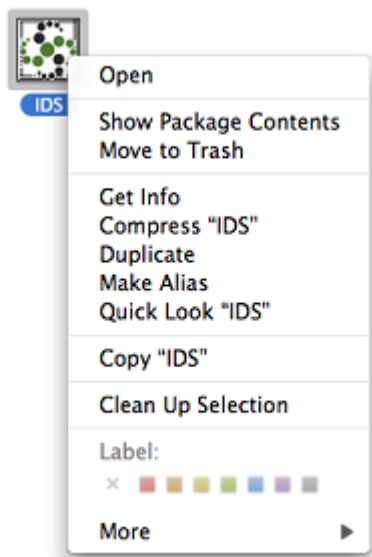 IDS
Open
Show Package Contents
Move to Trash
Get Info
Compress “IDS”
Duplicate
Make Alias
Quick Look “IDS”
Copy “IDS”
Clean Up Selection
Label:
×
More